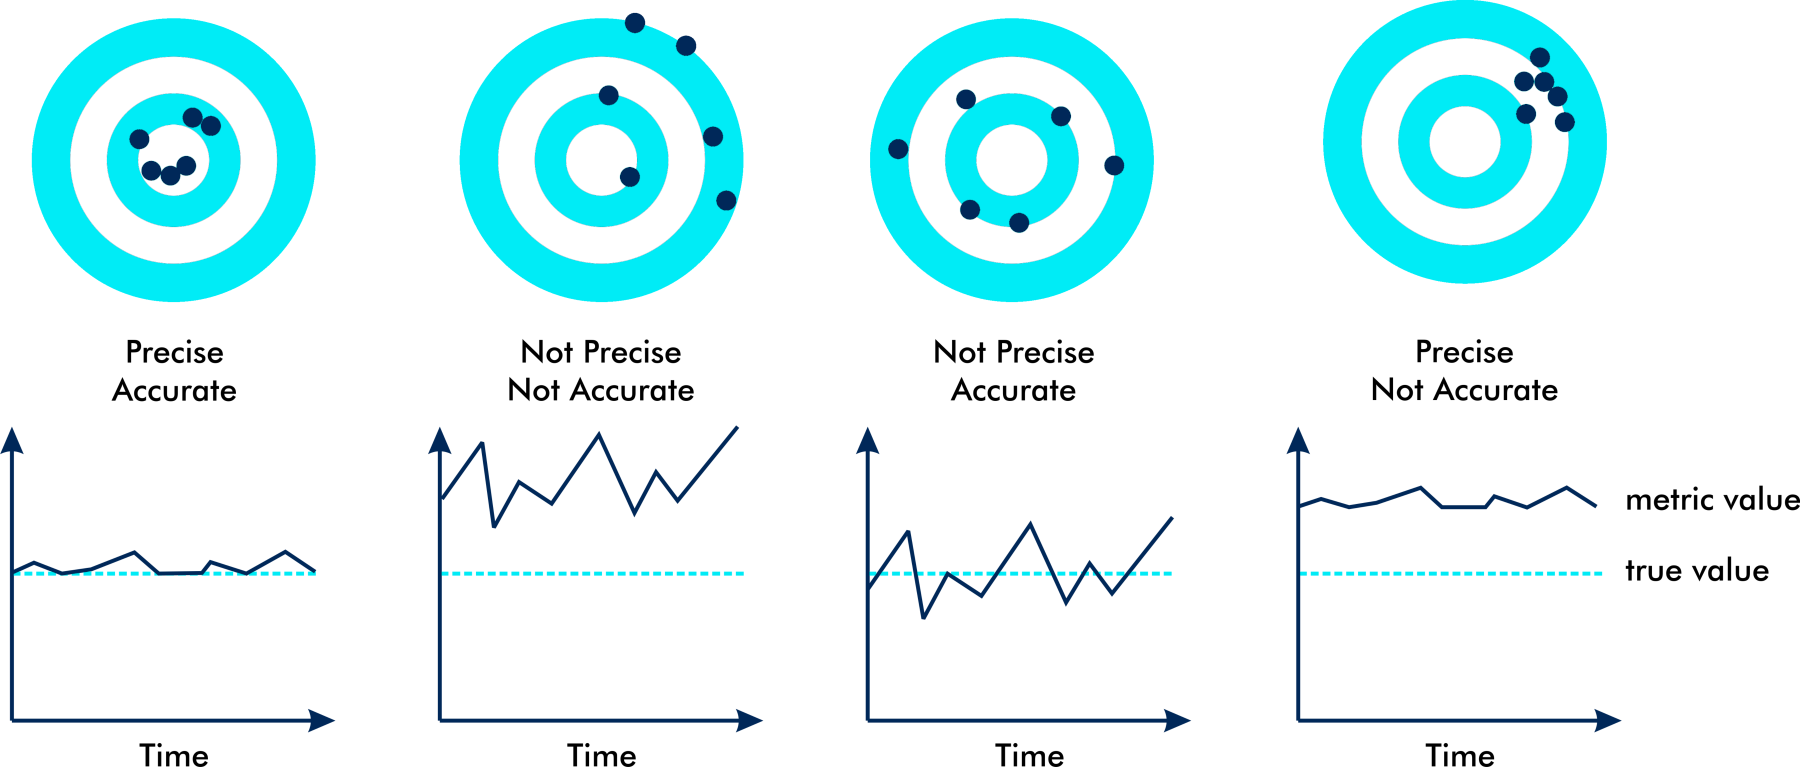 Precise
Accurate
Not Precise
Not Accurate
Not Precise
Accurate
Precise
Not Accurate
metric value
true value
Time
Time
Time
Time